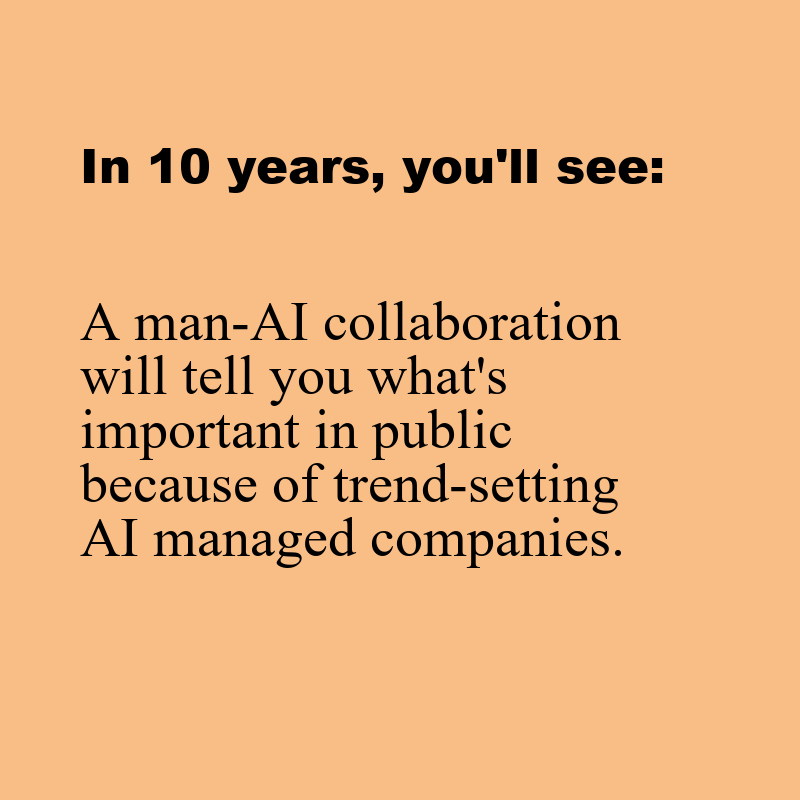 In 10 years, you'll see:
A man-AI collaboration
will tell you what's
important in public
because of trend-setting
AI managed companies.